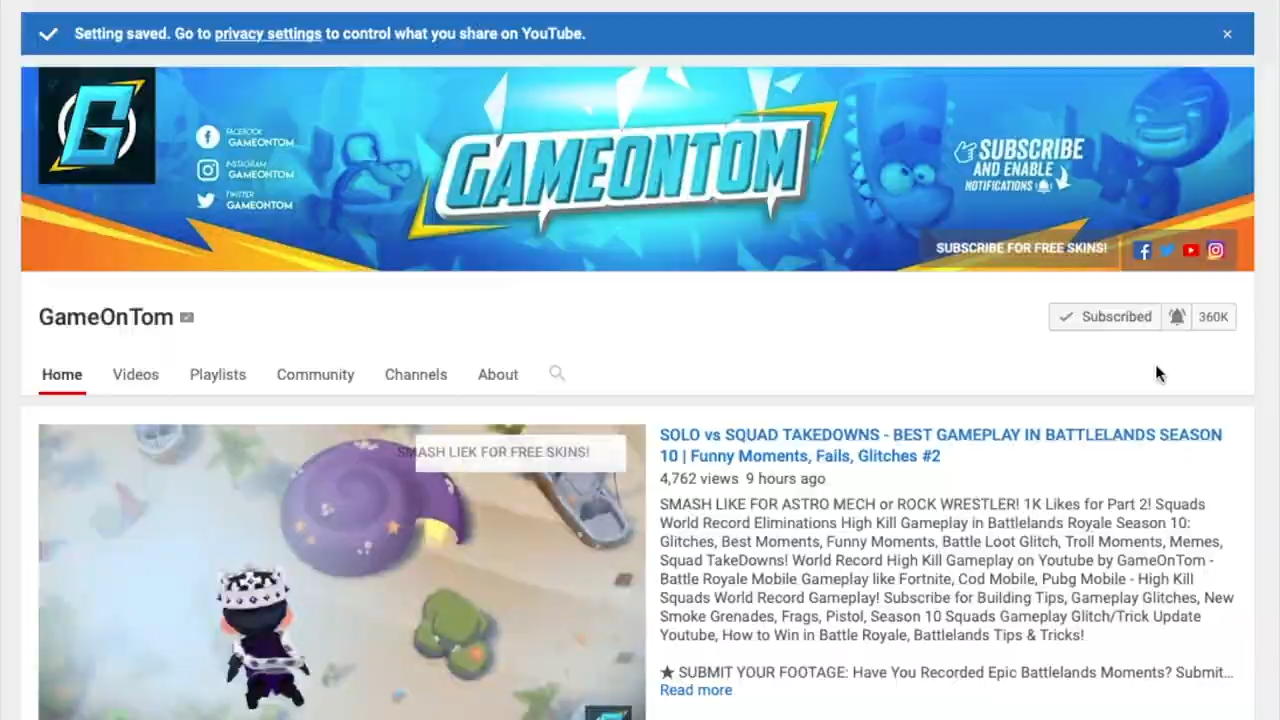 Setting saved. Go to privacy settings to control what you share on YouTube.
G
FACEBOOK
GAMEONTOM
INSTAGRAM
GAMEONTOM
TWITTER
GAMEONTOM
GAMEONTOM
SUBSCRIBE
AND ENABLE
NOTIFICATIONS
SUBSCRIBE FOR FREE SKINS!
GameOnTom
Subscribed
360K
Home
Videos
Playlists
Community
Channels
About
SMASH LIEK FOR FREE SKINS!
SOLO vs SQUAD TAKEDOWNS - BEST GAMEPLAY IN BATTLELANDS SEASON
10 | Funny Moments, Fails, Glitches #2
4,762 views 9 hours ago
SMASH LIKE FOR ASTRO MECH or ROCK WRESTLER! 1K Likes for Part 2! Squads
World Record Eliminations High Kill Gameplay in Battlelands Royale Season 10:
Glitches, Best Moments, Funny Moments, Battle Loot Glitch, Troll Moments, Memes,
Squad TakeDowns! World Record High Kill Gameplay on Youtube by GameOnTom -
Battle Royale Mobile Gameplay like Fortnite, Cod Mobile, Pubg Mobile - High Kill
Squads World Record Gameplay! Subscribe for Building Tips, Gameplay Glitches, New
Smoke Grenades, Frags, Pistol, Season 10 Squads Gameplay Glitch/Trick Update
Youtube, How to Win in Battle Royale, Battlelands Tips & Tricks!
★ SUBMIT YOUR FOOTAGE: Have You Recorded Epic Battlelands Moments? Submit...
Read more